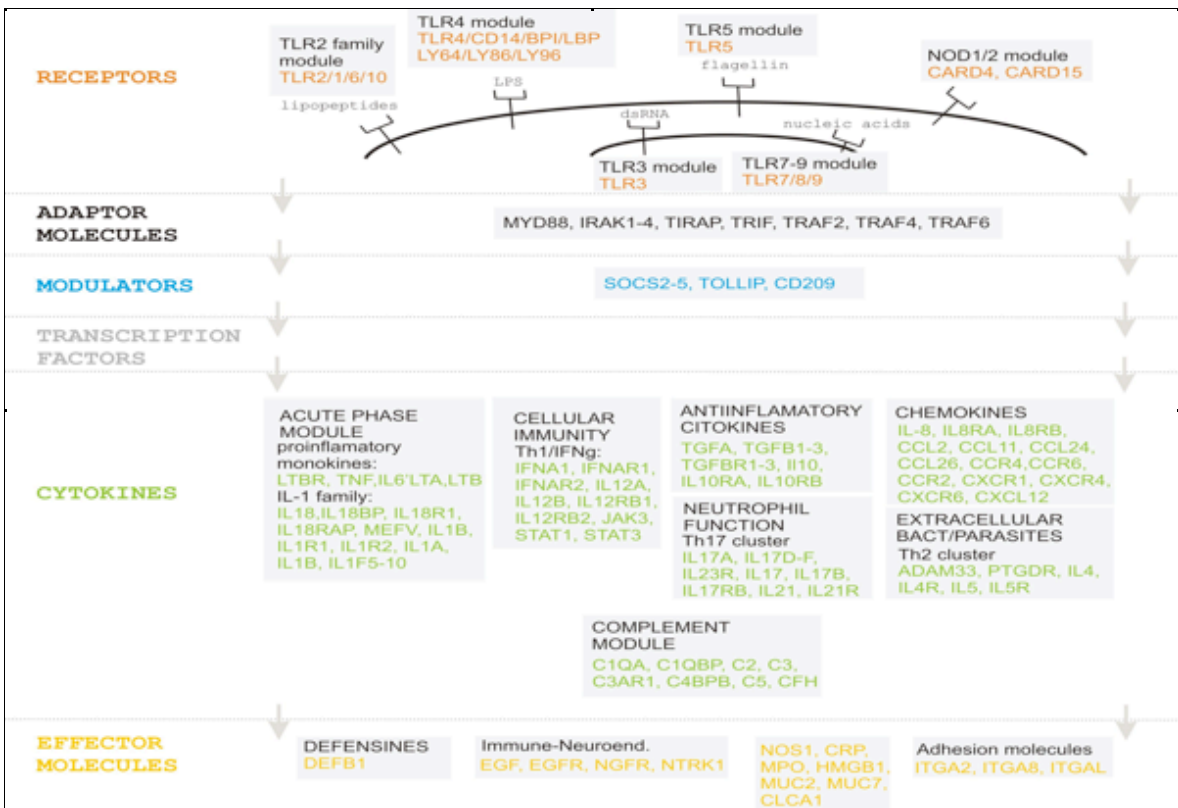 RECEPTORS
TLR2 family
module
TLR2/1/6/10
lipopeptides
TLR4 module
TLR4/CD14/BPI/LBP
LY64/LY86/LY96
LPS
TLR5 module
TLR5
flagellin
NOD1/2 module
CARD4, CARD15
dsRNA
TLR3 module
TLR3
nucleic acids
TLR7-9 module
TLR7/8/9
ADAPTOR
MOLECULES
MYD88, IRAK1-4, TIRAP, TRIF, TRAF2, TRAF4, TRAF6
MODULATORS
SOCS2-5, TOLLIP, CD209
TRANSCRIPTION
FACTORS
CYTOKINES
ACUTE PHASE
MODULE
proinflamatory
monokines:
LTBR, TNF,IL6'LTA,LTB
IL-1 family:
IL18,IL18BP, IL18R1,
IL18RAP, MEFV, IL1B,
IL1R1, IL1R2, IL1A,
IL1B, IL1F5-10
CELLULAR
IMMUNITY
Th1/IFNg:
IFNA1, IFNAR1,
IFNAR2, IL12A,
IL12B, IL12RB1,
IL12RB2, JAK3,
STAT1, STAT3
ANTIINFLAMATORY
CITOKINES
TGFA, TGFB1-3,
TGFBR1-3, Il10,
IL10RA, IL10RB
NEUTROPHIL
FUNCTION
Th17 cluster
IL17A, IL17D-F,
IL23R, IL17, IL17B,
IL17RB, IL21, IL21R
CHEMOKINES
IL-8, IL8RA, IL8RB,
CCL2, CCL11, CCL24,
CCL26, CCR4,CCR6,
CCR2, CXCR1, CXCR4,
CXCR6, CXCL12
EXTRACELLULAR
BACT/PARASITES
Th2 cluster
ADAM33, PTGDR, IL4,
IL4R, IL5, IL5R
COMPLEMENT
MODULE
C1QA, C1QBP, C2, C3,
C3AR1, C4BPB, C5, CFH
EFFECTOR
MOLECULES
DEFENSINES
DEFB1
Immune-Neuroend.
EGF, EGFR, NGFR, NTRK1
NOS1, CRP,
MPO, HMGB1,
MUC2, MUC7,
CLCA1
Adhesion molecules
ITGA2, ITGA8, ITGAL